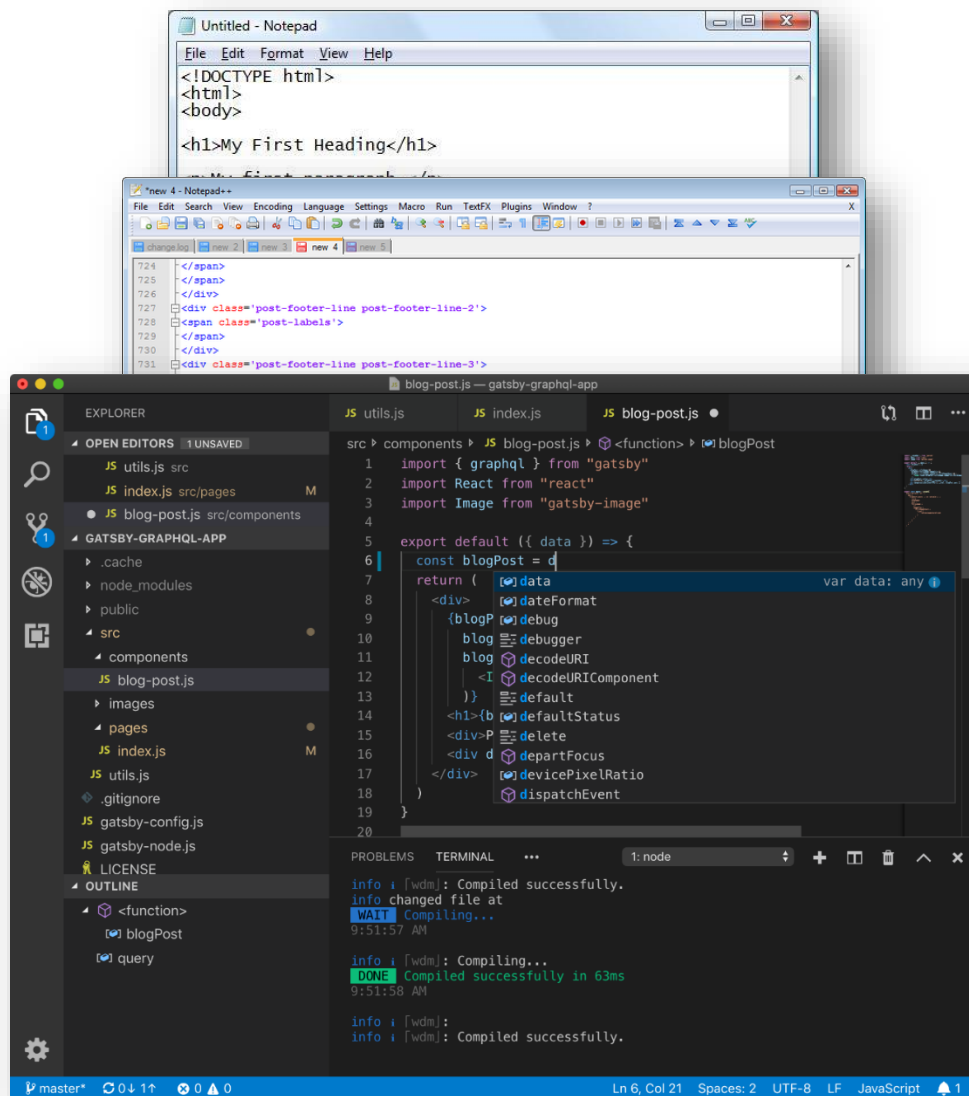 Untitled - Notepad
File Edit Format View Help
<!DOCTYPE html>
<html>
<body>
<h1>My First Heading</h1>
*new 4 - Notepad++
File Edit Search View Encoding Language Settings Macro Run TextFX Plugins Window ? X
change.log new 2 new 3 new 4 new 5
724 </span>
725 </span>
726 </div>
727 <div class='post-footer-line post-footer-line-2'>
728 <span class='post-labels'>
729 </span>
730 </div>
731 <div class='post-footer-line post-footer-line-3'>
blog-post.js — gatsby-graphql-app
EXPLORER
OPEN EDITORS 1 UNSAVED
JS utils.js src
JS index.js src/pages M
JS blog-post.js src/components
GATSBY-GRAPHQL-APP
.cache
node_modules
public
src
components
JS blog-post.js
images
pages
JS index.js M
JS utils.js
.gitignore
JS gatsby-config.js
JS gatsby-node.js
LICENSE
OUTLINE
<function>
blogPost
query
JS utils.js JS index.js JS blog-post.js
src components JS blog-post.js <function> blogPost
1 import { graphql } from "gatsby"
2 import React from "react"
3 import Image from "gatsby-image"
4
5 export default ({ data }) => {
6 const blogPost = d
7 return (
8 <div>
9 {blogP
10 blog
11 blog
12 <I
13 )}
14 <h1>{b
15 <div>P
16 <div d
17 </div>
18 )
19 }
20
data var data: any
dateFormat
debug
debugger
decodeURI
decodeURIComponent
default
defaultStatus
delete
departFocus
devicePixelRatio
dispatchEvent
PROBLEMS TERMINAL ••• 1: node
info i ｢wdm｣: Compiled successfully.
info changed file at
WAIT Compiling...
9:51:57 AM
info i ｢wdm｣: Compiling...
DONE Compiled successfully in 63ms
9:51:58 AM
info i ｢wdm｣:
info i ｢wdm｣: Compiled successfully.
master* 0↓ 1↑ 0 0 Ln 6, Col 21 Spaces: 2 UTF-8 LF JavaScript 1